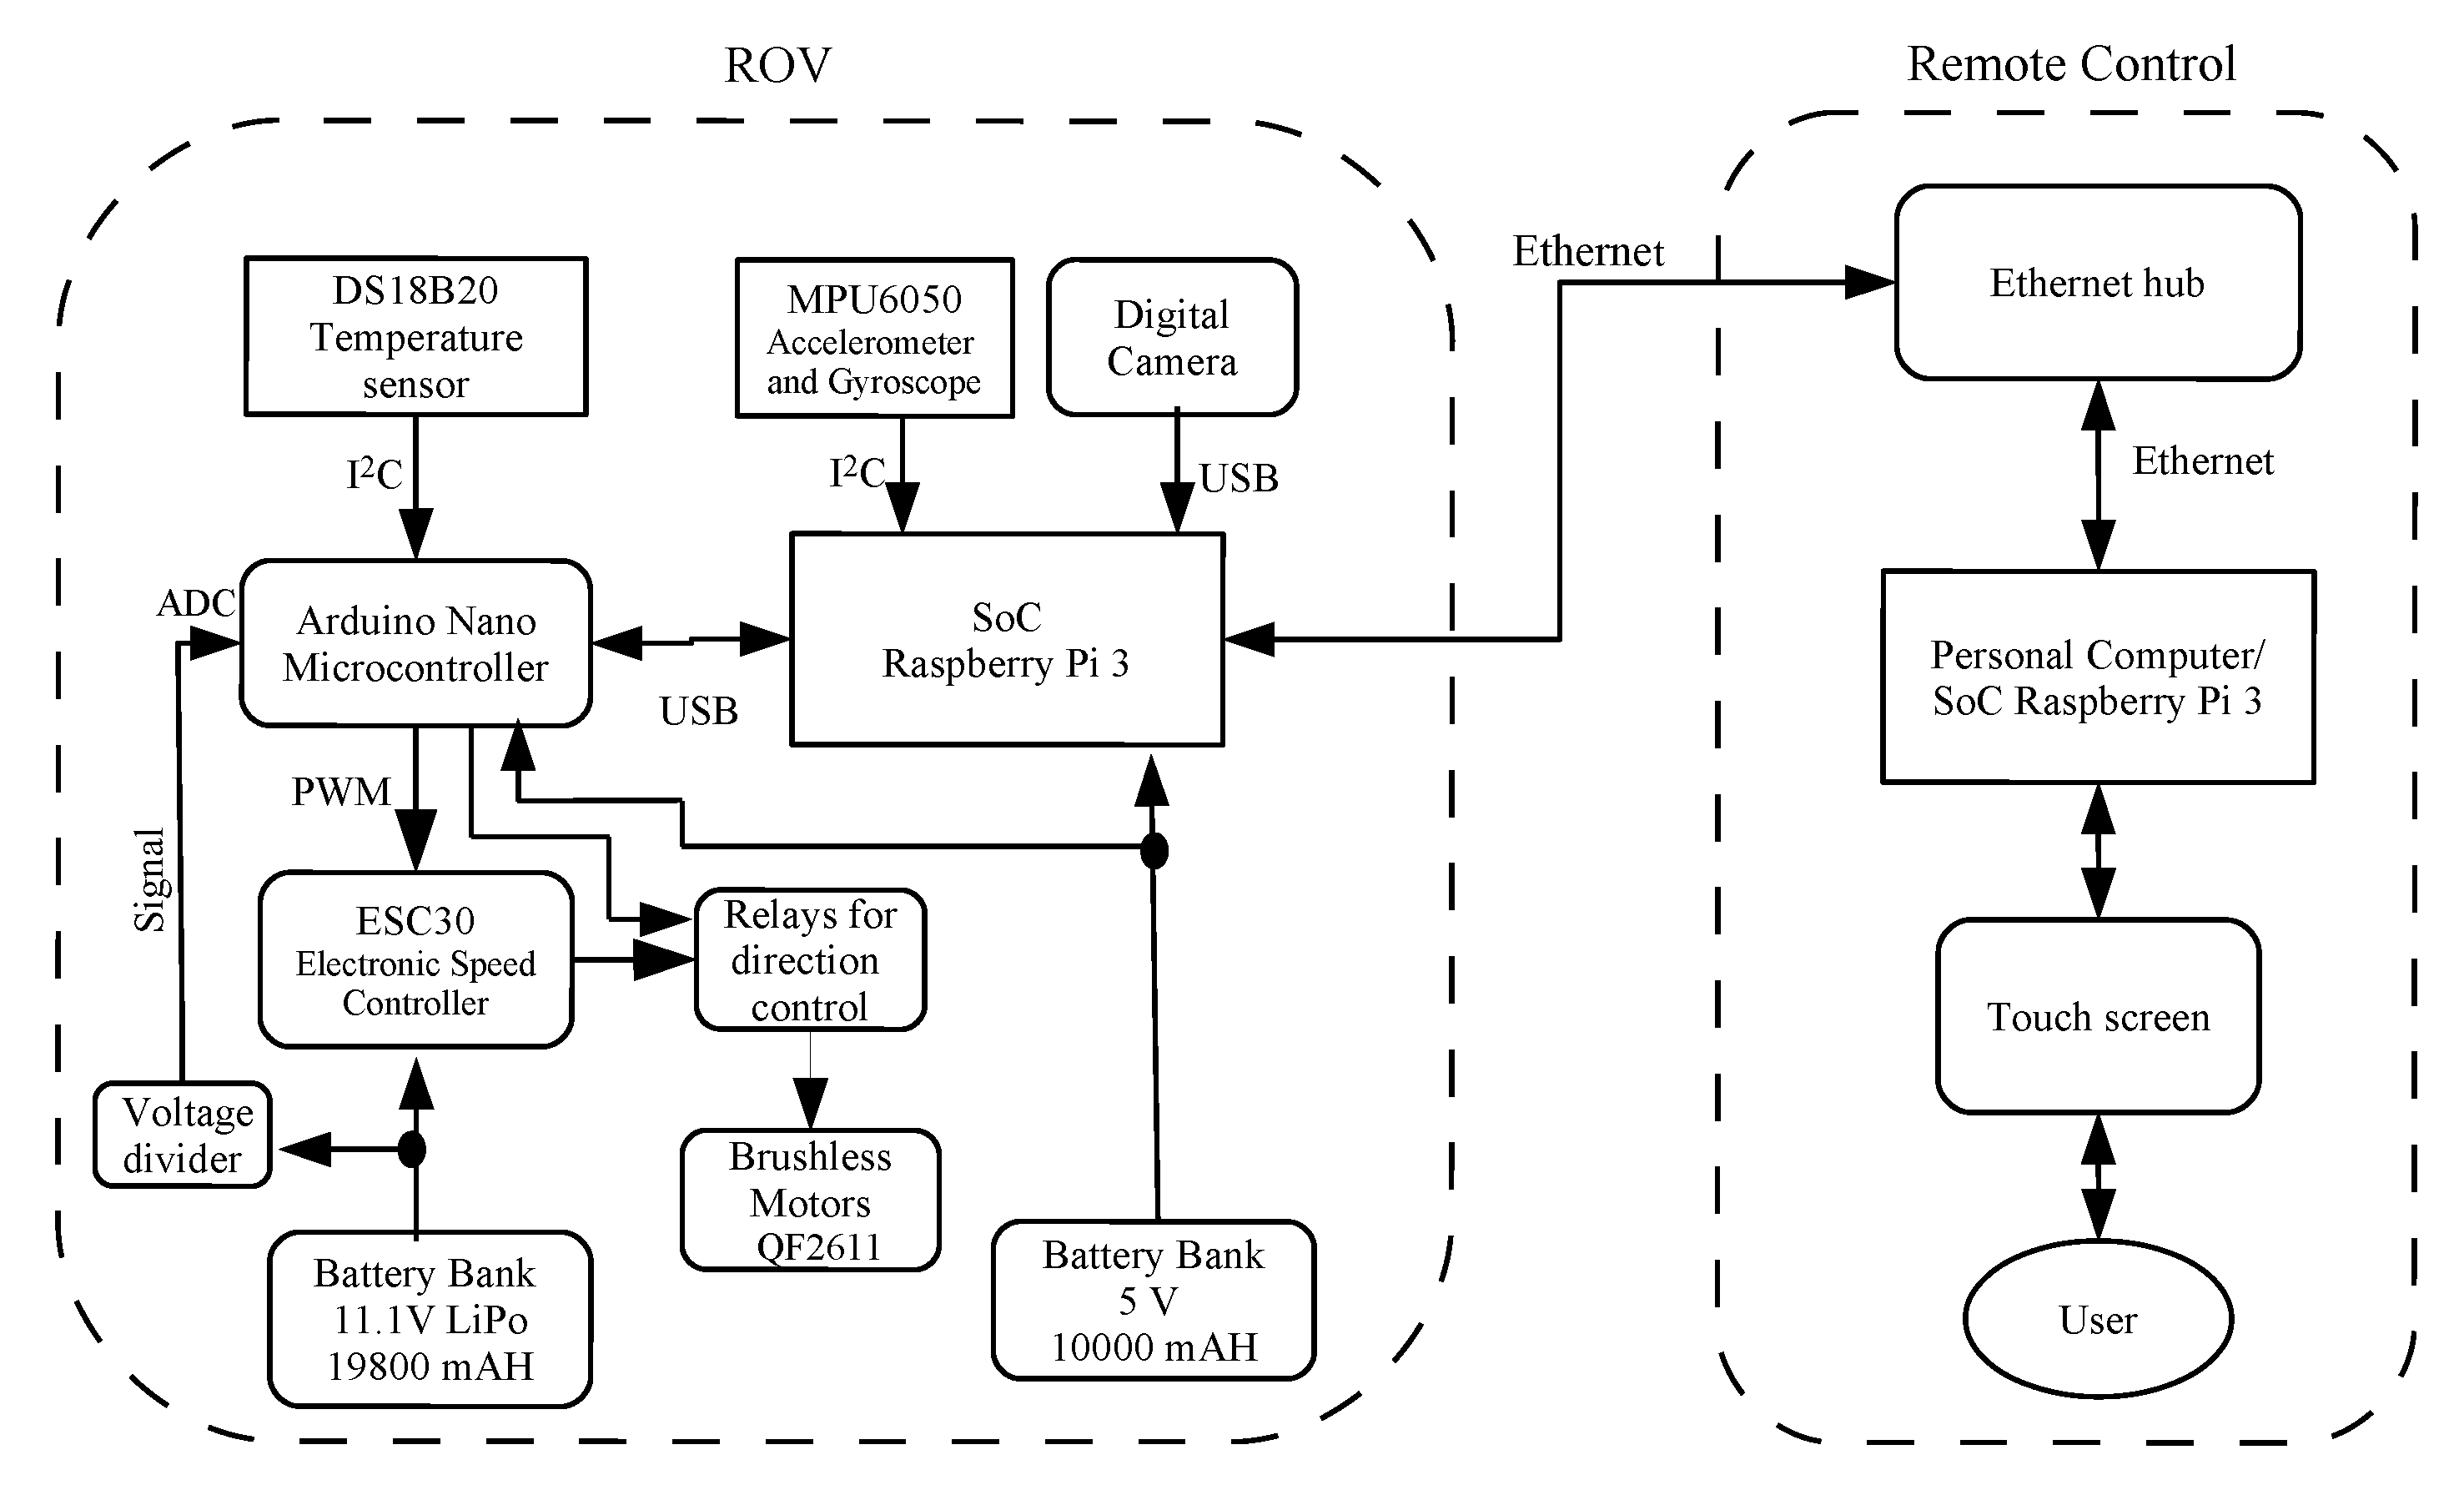 ROV
Remote Control
DS18B20
Temperature
sensor
MPU6050
Accelerometer
and Gyroscope
Digital
Camera
Ethernet
Ethernet hub
I²C
I²C
USB
Ethernet
ADC
Arduino Nano
Microcontroller
USB
SoC
Raspberry Pi 3
Personal Computer/
SoC Raspberry Pi 3
PWM
Signal
ESC30
Electronic Speed
Controller
Relays for
direction
control
Touch screen
Voltage
divider
Brushless
Motors
QF2611
Battery Bank
11.1V LiPo
19800 mAH
Battery Bank
5 V
10000 mAH
User